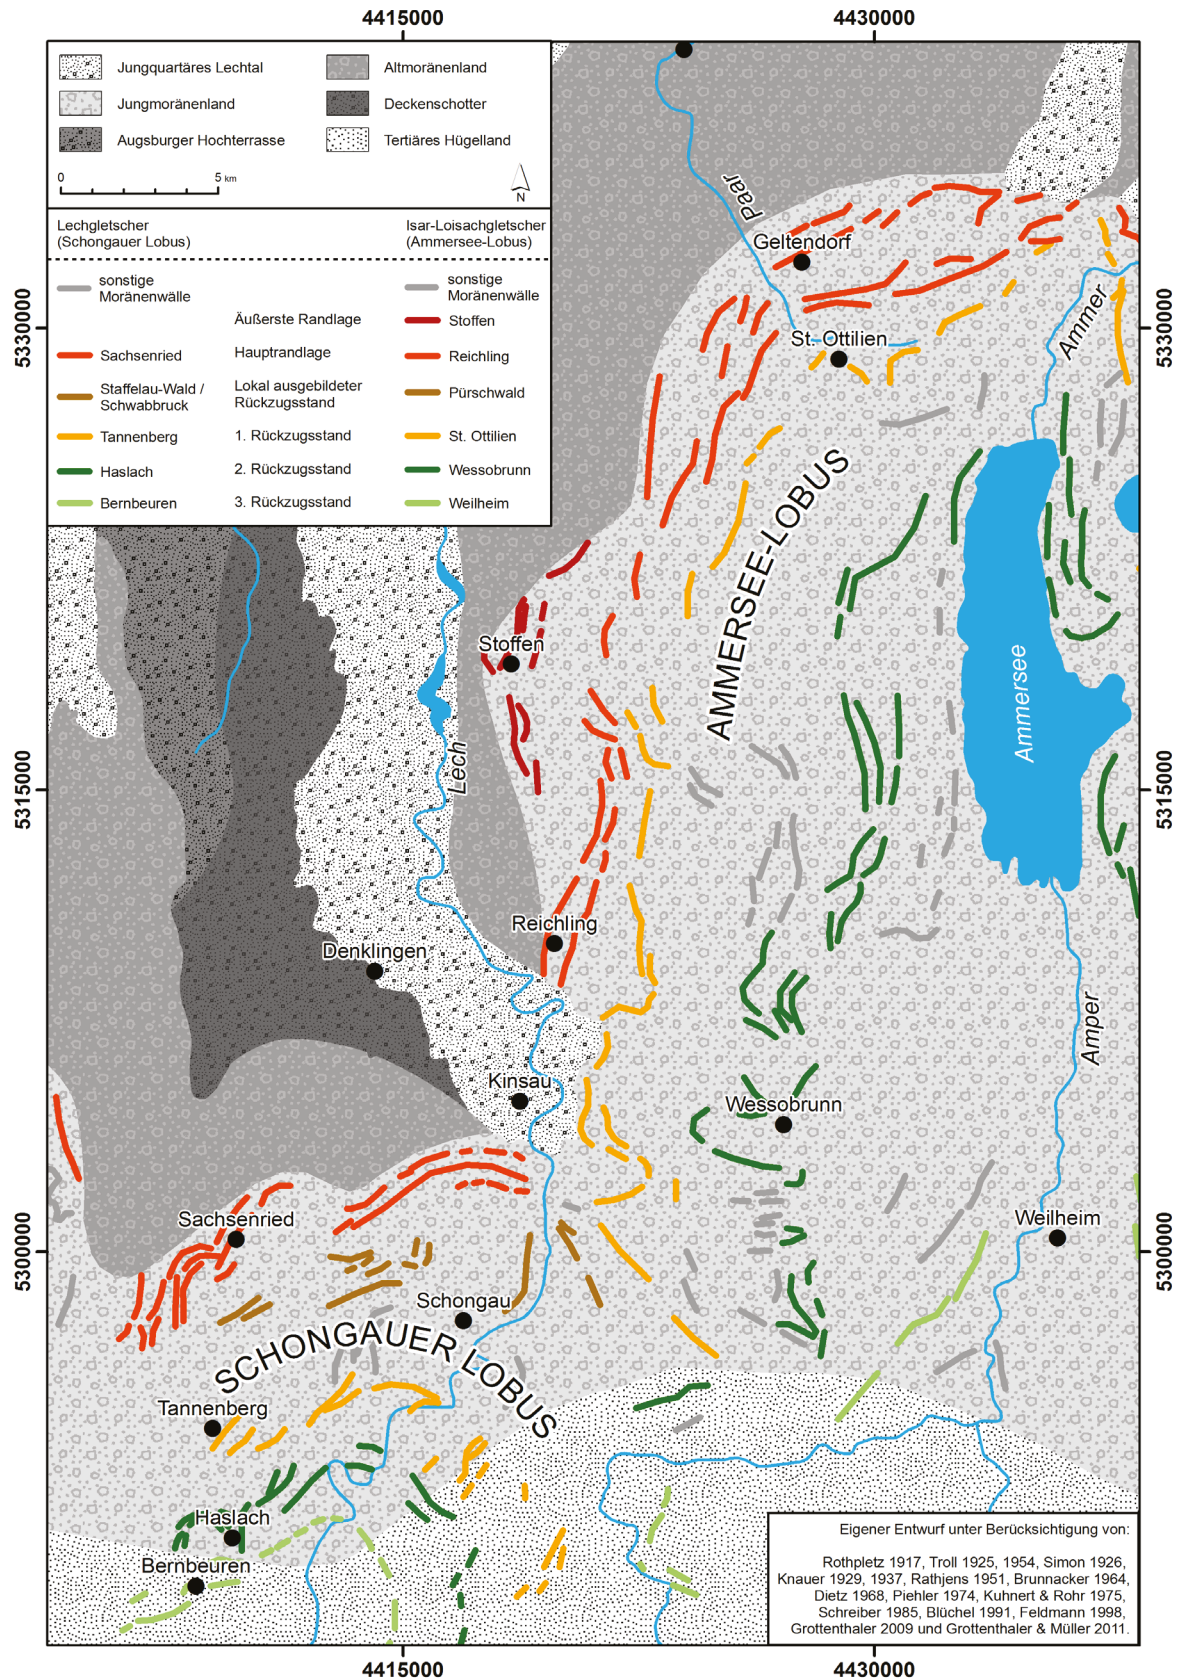 4415000
4430000
Jungquartäres Lechtal
Altmoränenland
Jungmoränenland
Deckenschotter
Augsburger Hochterrasse
Tertiäres Hügelland
0
5 km
N
Lechgletscher
(Schongauer Lobus)
Isar-Loisachgletscher
(Ammersee-Lobus)
sonstige
Moränenwälle
sonstige
Moränenwälle
Äußerste Randlage
Stoffen
Sachsenried
Hauptrandlage
Reichling
Staffelau-Wald /
Schwabbruck
Lokal ausgebildeter
Rückzugsstand
Pürschwald
Tannenberg
1. Rückzugsstand
St. Ottilien
Haslach
2. Rückzugsstand
Wessobrunn
Bernbeuren
3. Rückzugsstand
Weilheim
Paar
Geltendorf
Ammer
St. Ottilien
5330000
5330000
AMMERSEE-LOBUS
Stoffen
Ammersee
Lech
5315000
5315000
Reichling
Denklingen
Amper
Kinsau
Wessobrunn
Sachsenried
Weilheim
5300000
5300000
Schongau
SCHONGAUER LOBUS
Tannenberg
Haslach
Bernbeuren
Eigener Entwurf unter Berücksichtigung von:
Rothpletz 1917, Troll 1925, 1954, Simon 1926,
Knauer 1929, 1937, Rathjens 1951, Brunnacker 1964,
Dietz 1968, Piehler 1974, Kuhnert & Rohr 1975,
Schreiber 1985, Blüchel 1991, Feldmann 1998,
Grottenthaler 2009 und Grottenthaler & Müller 2011.
4415000
4430000